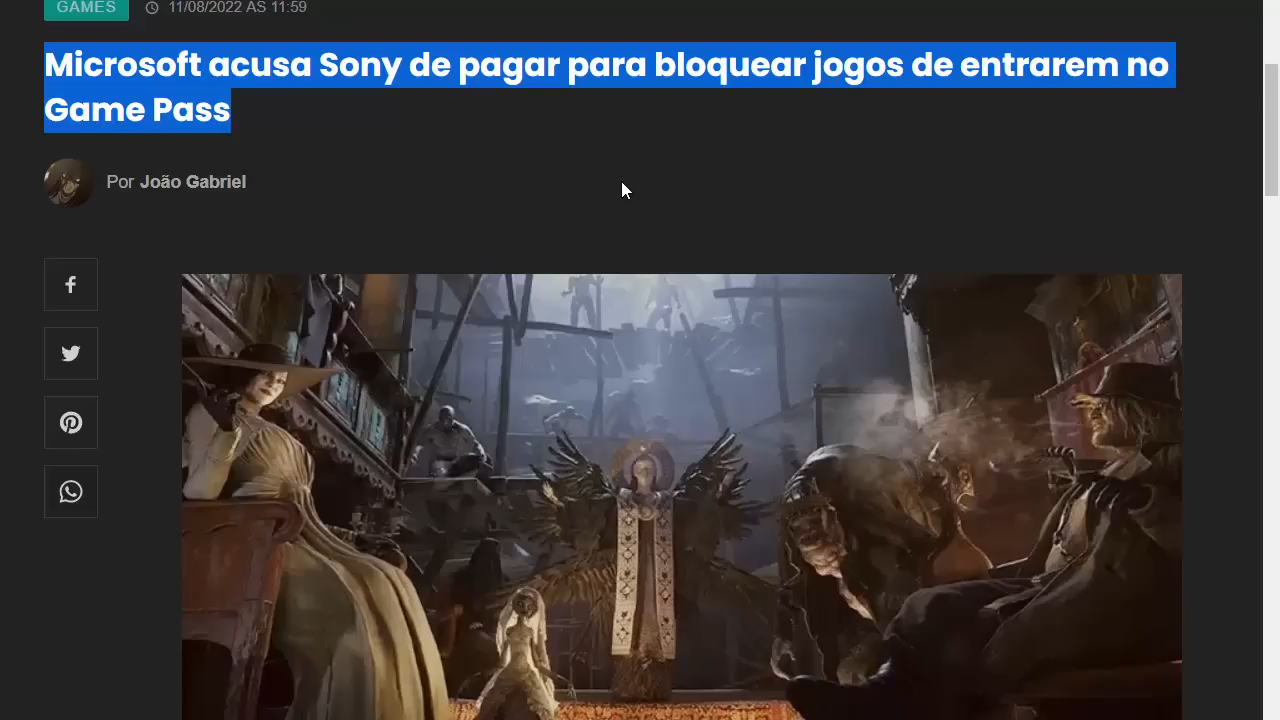 GAMES 11/08/2022 ÀS 11:59
Microsoft acusa Sony de pagar para bloquear jogos de entrarem no
Game Pass
Por João Gabriel